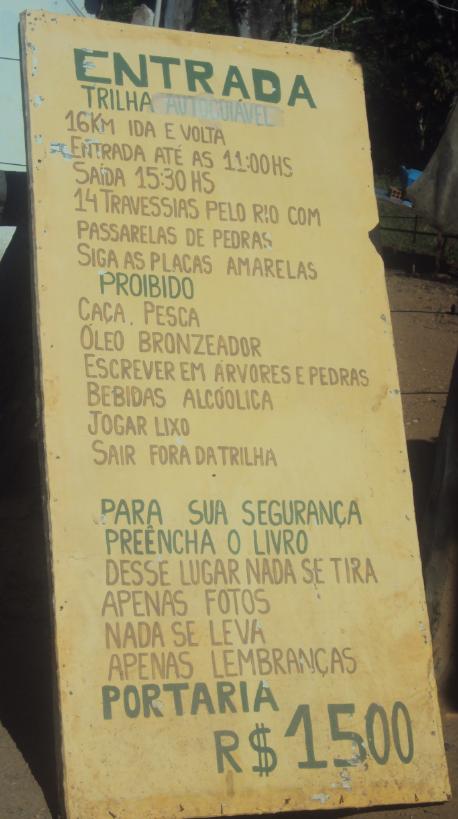 ENTRADA
TRILHA AUTOGUIÁVEL
16KM IDA E VOLTA
ENTRADA ATÉ AS 11:00HS
SAÍDA 15:30 HS
14 TRAVESSIAS PELO RIO COM
PASSARELAS DE PEDRAS
SIGA AS PLACAS AMARELAS
PROIBIDO
CAÇA, PESCA
ÓLEO BRONZEADOR
ESCREVER EM ÁRVORES E PEDRAS
BEBIDAS ALCÓOLICA
JOGAR LIXO
SAIR FORA DA TRILHA
PARA SUA SEGURANÇA
PREÊNCHA O LIVRO
DESSE LUGAR NADA SE TIRA
APENAS FOTOS
NADA SE LEVA
APENAS LEMBRANÇAS
PORTARIA
R$ 1500